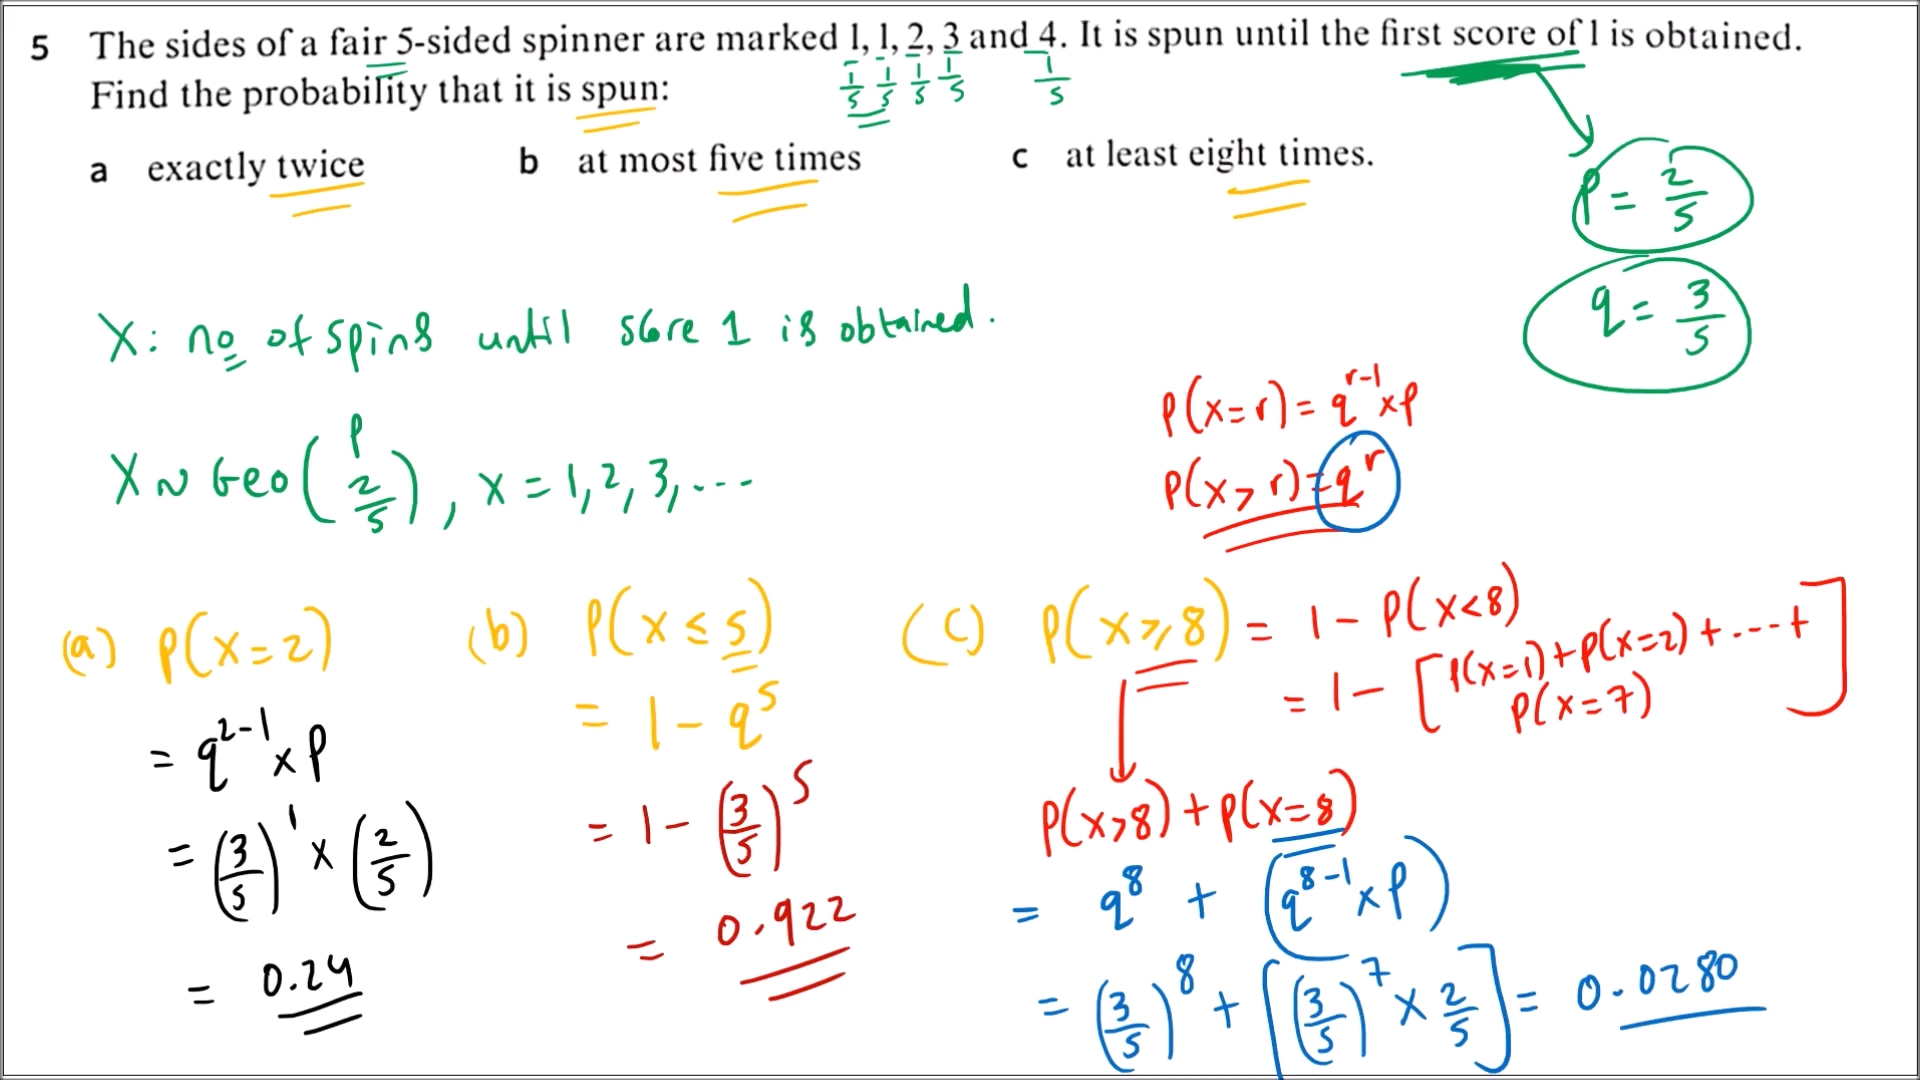 5 The sides of a fair 5-sided spinner are marked 1, 1, 2, 3 and 4. It is spun until the first score of 1 is obtained.
1/5 1/5 1/5 1/5 1/5
Find the probability that it is spun:
a exactly twice b at most five times c at least eight times.
P = 2/5
q = 3/5
X: no of spins until score 1 is obtained.
P(X=r) = q^(r-1) × P
X ~ Geo(2/5), X = 1, 2, 3, ...
P
P(X>r) = q^r
(a) P(X=2)
= q^(2-1) × P
= (3/5)^1 × (2/5)
= 0.24
(b) P(X ≤ 5)
= 1 - q^5
= 1 - (3/5)^5
= 0.922
(C) P(X ≥ 8) = 1 - P(X<8)
= 1 - [P(X=1) + P(X=2) + ... +
P(X=7)]
P(X>8) + P(X=8)
= q^8 + (q^(8-1) × P)
= (3/5)^8 + [(3/5)^7 × 2/5] = 0.0280